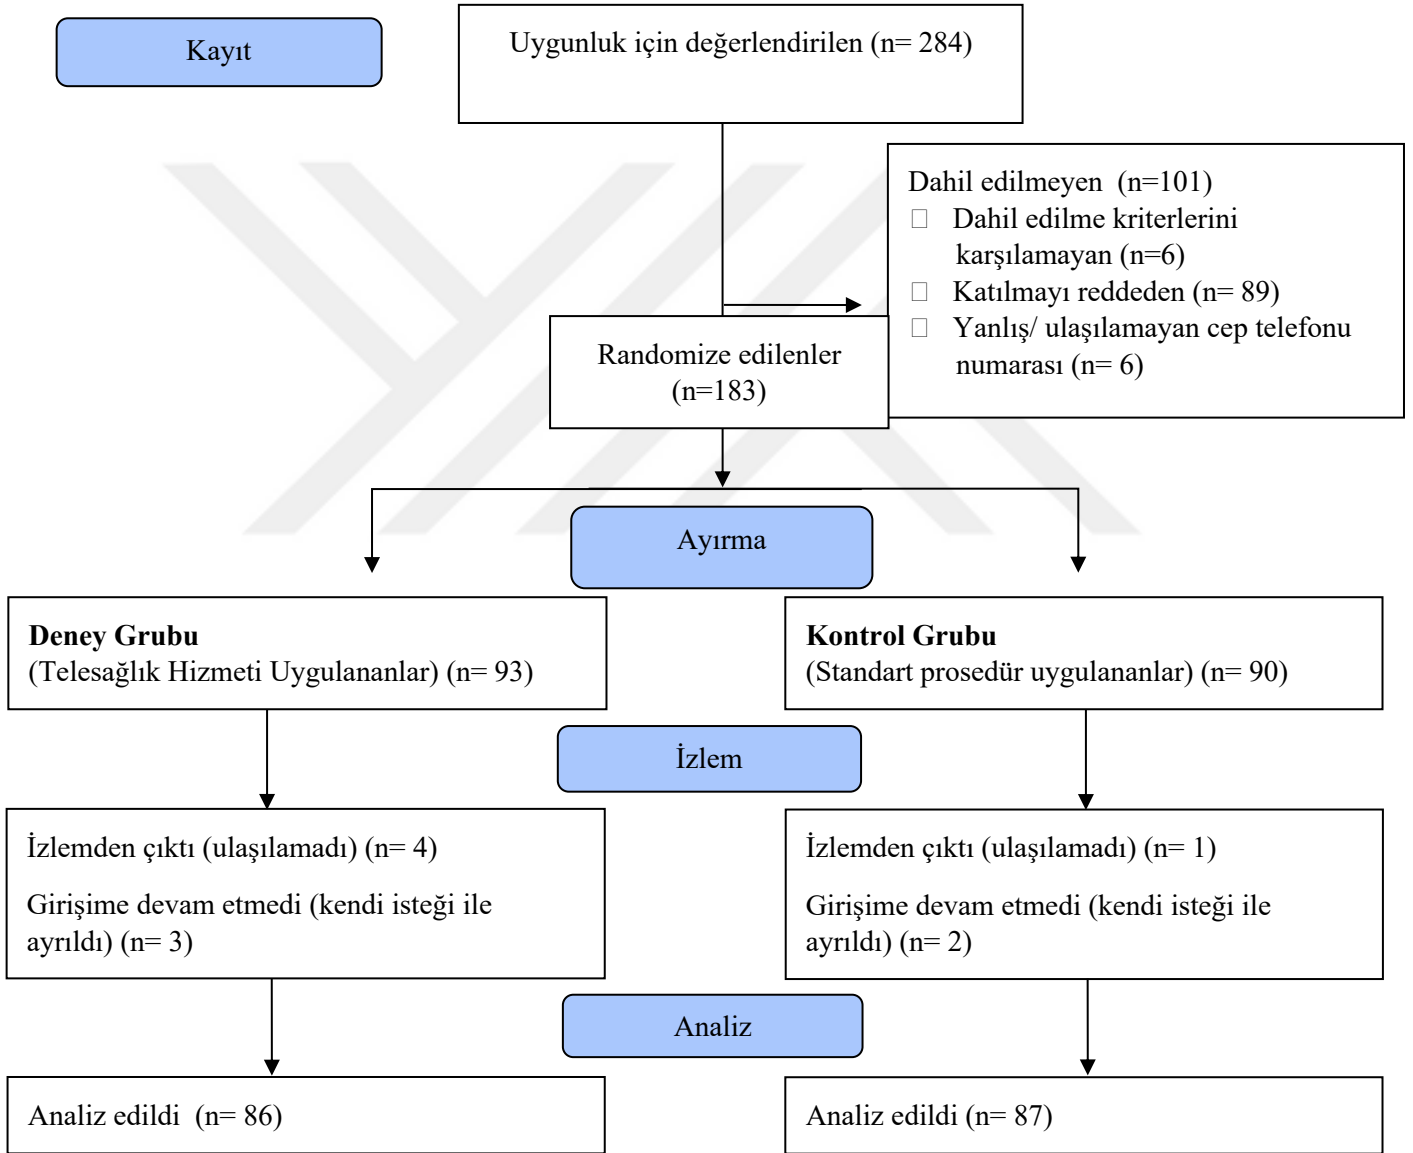 Kayıt
Uygunluk için değerlendirilen (n= 284)
Dahil edilmeyen  (n=101)
□ Dahil edilme kriterlerini
karşılamayan (n=6)
□ Katılmayı reddeden (n= 89)
□ Yanlış/ ulaşılamayan cep telefonu
numarası (n= 6)
Randomize edilenler
(n=183)
Ayırma
Deney Grubu
(Telesağlık Hizmeti Uygulananlar) (n= 93)
Kontrol Grubu
(Standart prosedür uygulananlar) (n= 90)
İzlem
İzlemden çıktı (ulaşılamadı) (n= 4)
Girişime devam etmedi (kendi isteği ile
ayrıldı) (n= 3)
İzlemden çıktı (ulaşılamadı) (n= 1)
Girişime devam etmedi (kendi isteği ile
ayrıldı) (n= 2)
Analiz
Analiz edildi  (n= 86)
Analiz edildi (n= 87)